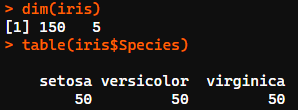 > dim(iris)
[1] 150   5
> table(iris$Species)
    setosa versicolor  virginica
        50         50         50